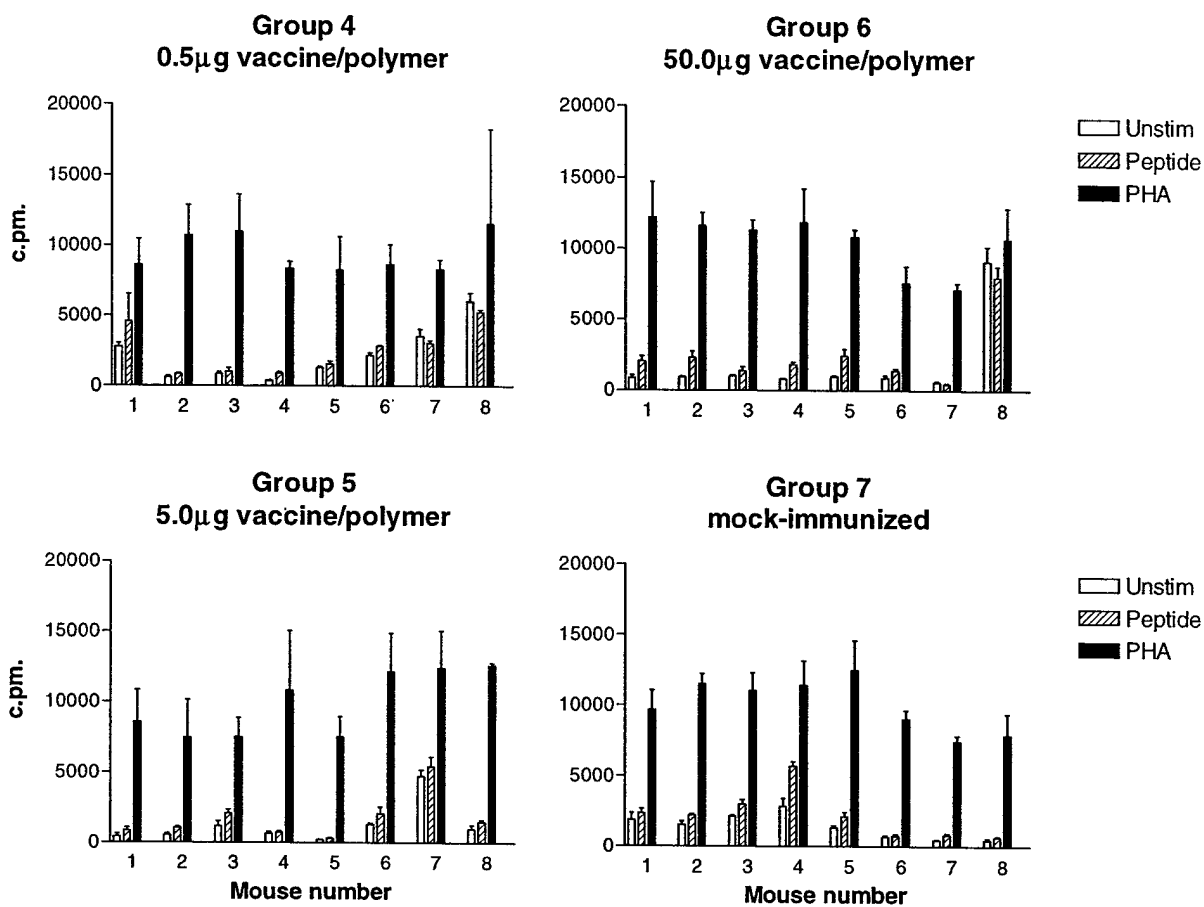 Group 4
0.5μg vaccine/polymer
20000
15000
10000
5000
0
c.pm.
1 2 3 4 5 6 7 8
Group 6
50.0μg vaccine/polymer
20000
15000
10000
5000
0
1 2 3 4 5 6 7 8
Unstim
Peptide
PHA
Group 5
5.0μg vaccine/polymer
20000
15000
10000
5000
0
c.pm.
1 2 3 4 5 6 7 8
Mouse number
Group 7
mock-immunized
20000
15000
10000
5000
0
1 2 3 4 5 6 7 8
Mouse number
Unstim
Peptide
PHA